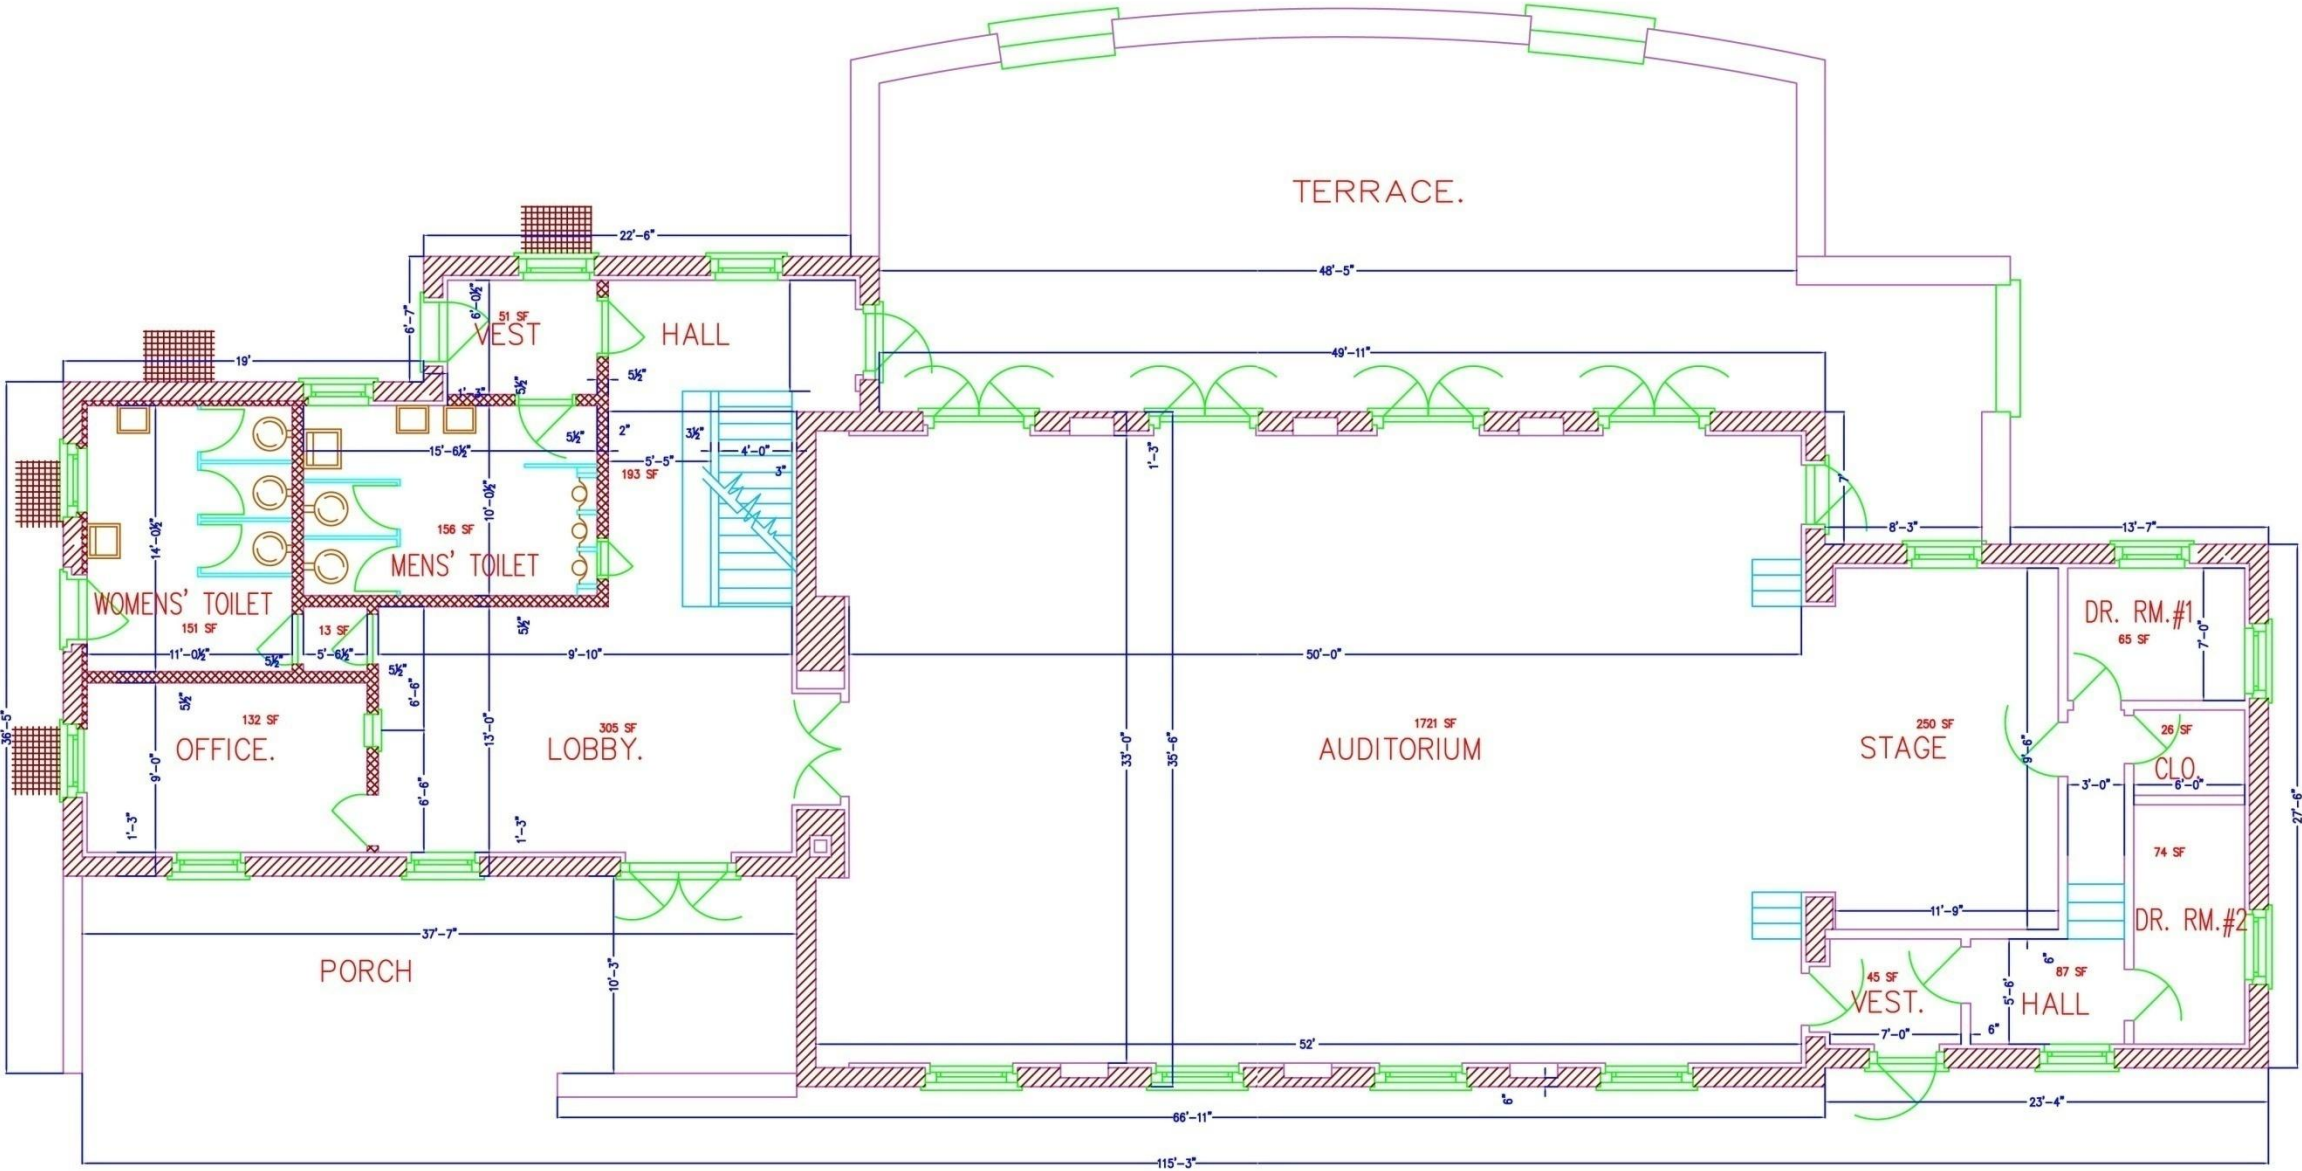 TERRACE.
22'-6"
48'-5"
6'-7"
6'-0½"
51 SF
VEST
HALL
49'-11"
19'
5½"
1'-3"
5½"
5½"
2"
3½"
15'-6½"
5'-5"
4'-0"
3"
193 SF
1'-3"
7'
14'-0½"
10'-0½"
156 SF
MENS' TOILET
8'-3"
13'-7"
WOMENS' TOILET
151 SF
13 SF
5½"
DR. RM.#1
65 SF
7'-0"
11'-0½"
5½"
5'-6½"
5½"
9'-10"
50'-0"
6'-6"
5½"
132 SF
OFFICE.
305 SF
LOBBY.
13'-0"
36'-5"
9'-0"
6'-6"
1'-3"
1'-3"
33'-0"
35'-6"
1721 SF
AUDITORIUM
250 SF
STAGE
9'-6"
26 SF
CLO.
3'-0"
6'-0"
27'-6"
74 SF
DR. RM.#2
11'-9"
37'-7"
PORCH
10'-3"
6"
45 SF
VEST.
87 SF
HALL
5'-6"
7'-0"
6"
52'
6"
66'-11"
23'-4"
115'-3"